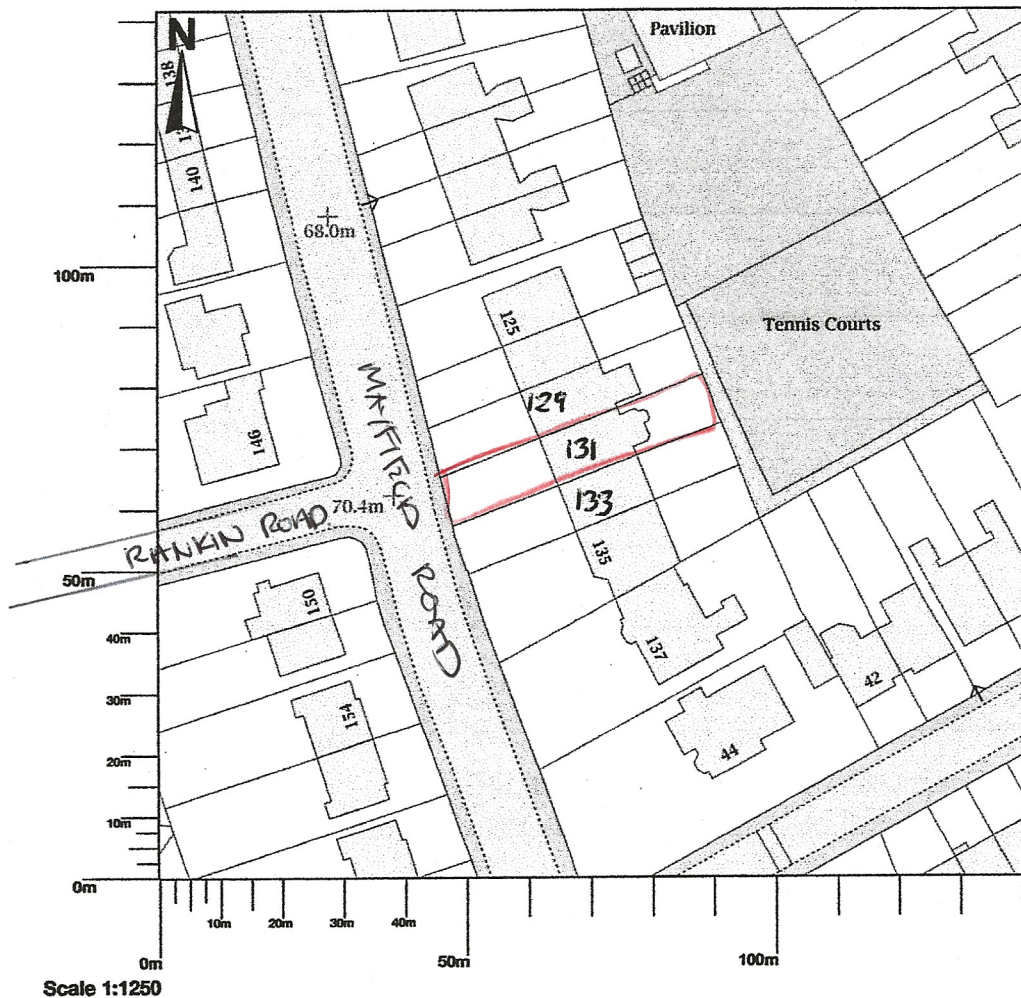 Pavilion
N
138
140
68.0m
100m
125
Tennis Courts
129
131
146
133
70.4m
MAYFIELD ROAD
RANKIN ROAD
135
50m
150
40m
137
42
30m
154
44
20m
10m
0m
10m
20m
30m
40m
0m
50m
100m
Scale 1:1250